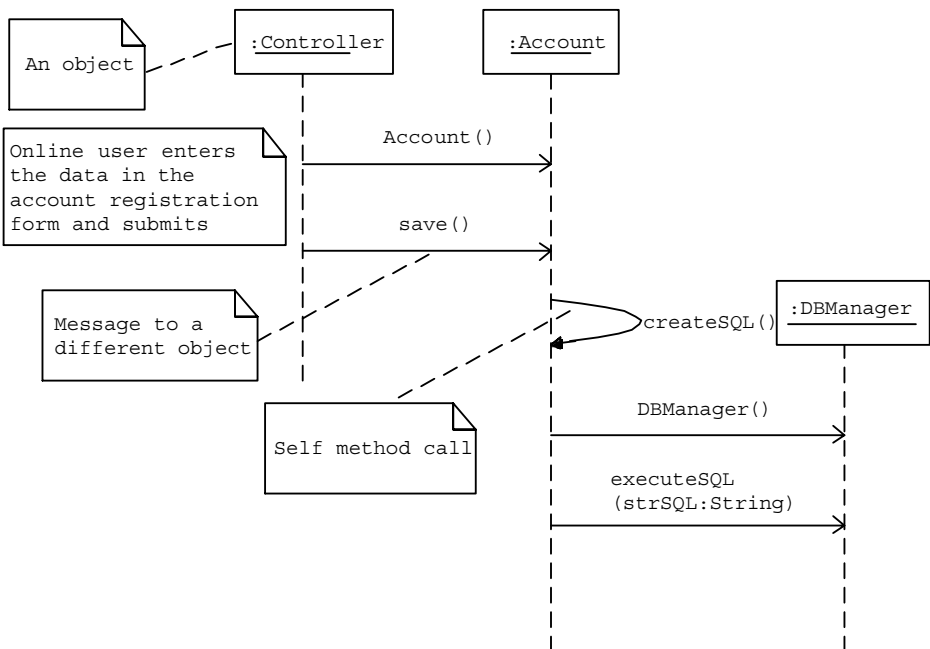 :Controller
:Account
An object
Account()
Online user enters
the data in the
account registration
form and submits
save()
:DBManager
createSQL()
Message to a
different object
DBManager()
Self method call
executeSQL
(strSQL:String)